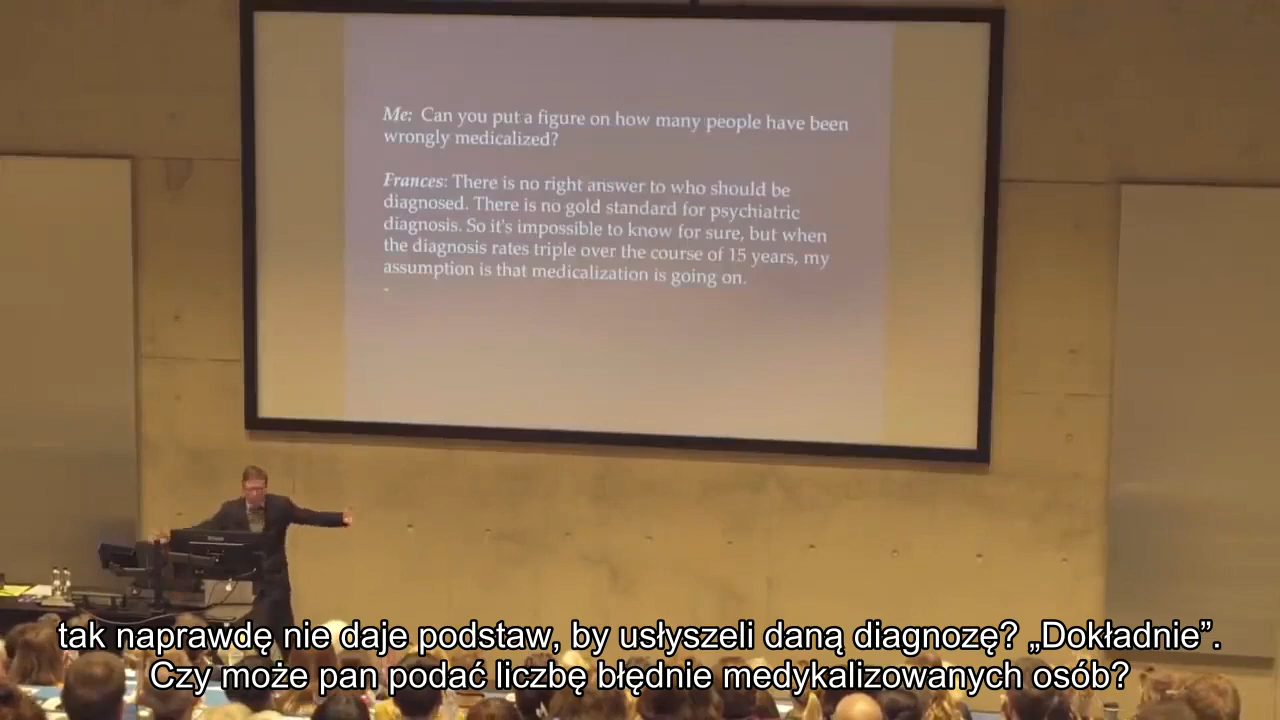 Me: Can you put a figure on how many people have been
wrongly medicalized?
Frances: There is no right answer to who should be
diagnosed. There is no gold standard for psychiatric
diagnosis. So it's impossible to know for sure, but when
the diagnosis rates triple over the course of 15 years, my
assumption is that medicalization is going on.
-
tak naprawdę nie daje podstaw, by usłyszeli daną diagnozę? „Dokładnie”.
Czy może pan podać liczbę błędnie medykalizowanych osób?